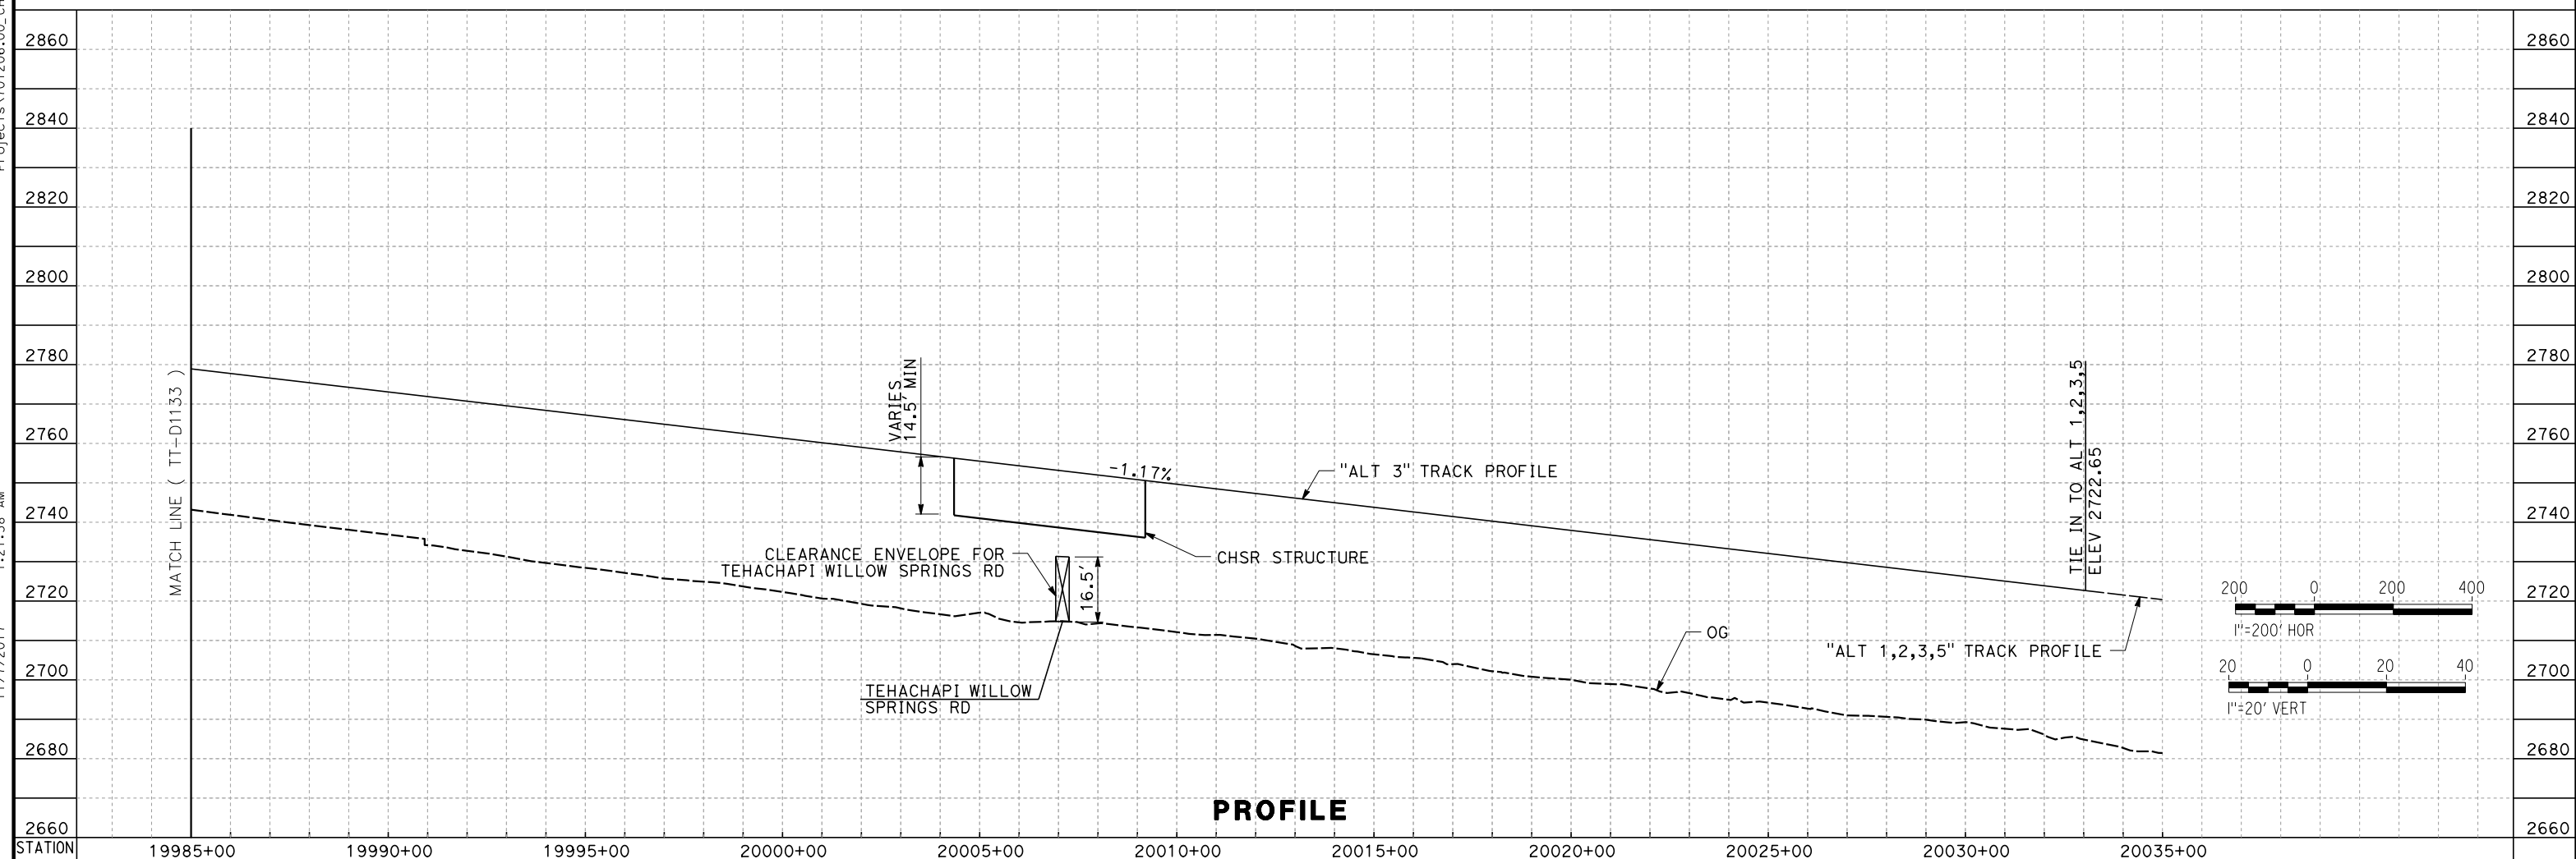 2860
2860
2840
2840
2820
2820
2800
2800
2780
2780
2760
2760
2740
2740
2720
2720
2700
2700
2680
2680
2660
2660
MATCH LINE ( TT-D1133 )
VARIES
14.5' MIN
-1.17%
"ALT 3" TRACK PROFILE
CLEARANCE ENVELOPE FOR
TEHACHAPI WILLOW SPRINGS RD
16.5'
CHSR STRUCTURE
TEHACHAPI WILLOW
SPRINGS RD
OG
TIE IN TO ALT 1,2,3,5
ELEV 2722.65
"ALT 1,2,3,5" TRACK PROFILE
200 0 200 400
1"=200' HOR
20 0 20 40
1"=20' VERT
PROFILE
STATION 19985+00 19990+00 19995+00 20000+00 20005+00 20010+00 20015+00 20020+00 20025+00 20030+00 20035+00